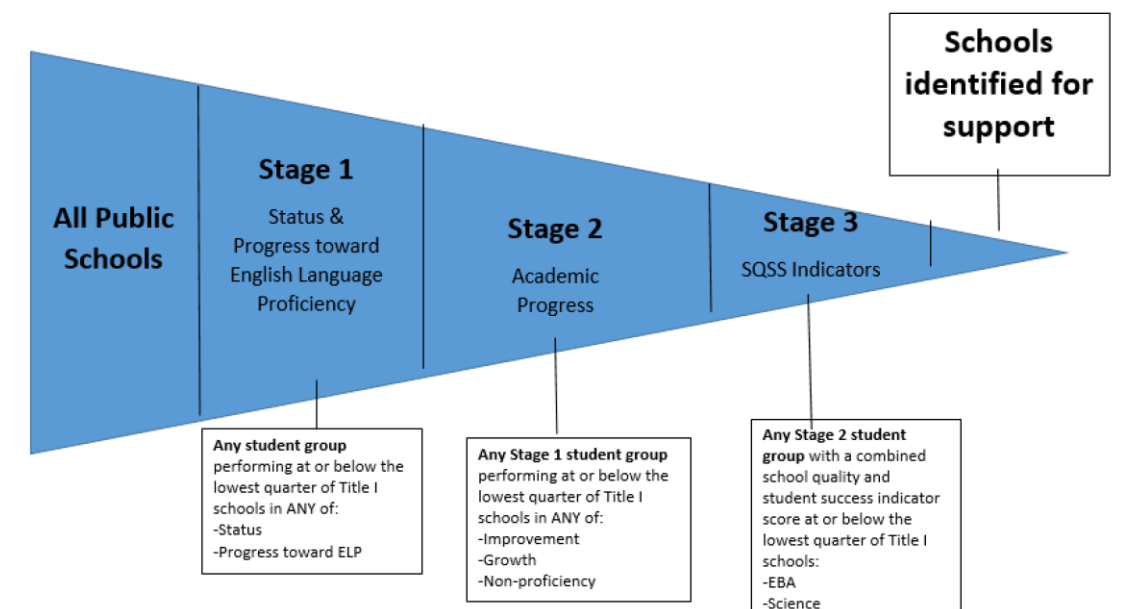 Schools
identified for
support
All Public
Schools
Stage 1
Status &
Progress toward
English Language
Proficiency
Stage 2
Academic
Progress
Stage 3
SQSS Indicators
Any student group
performing at or below the
lowest quarter of Title I
schools in ANY of:
-Status
-Progress toward ELP
Any Stage 1 student group
performing at or below the
lowest quarter of Title I
schools in ANY of:
-Improvement
-Growth
-Non-proficiency
Any Stage 2 student
group with a combined
school quality and
student success indicator
score at or below the
lowest quarter of Title I
schools:
-EBA
-Science